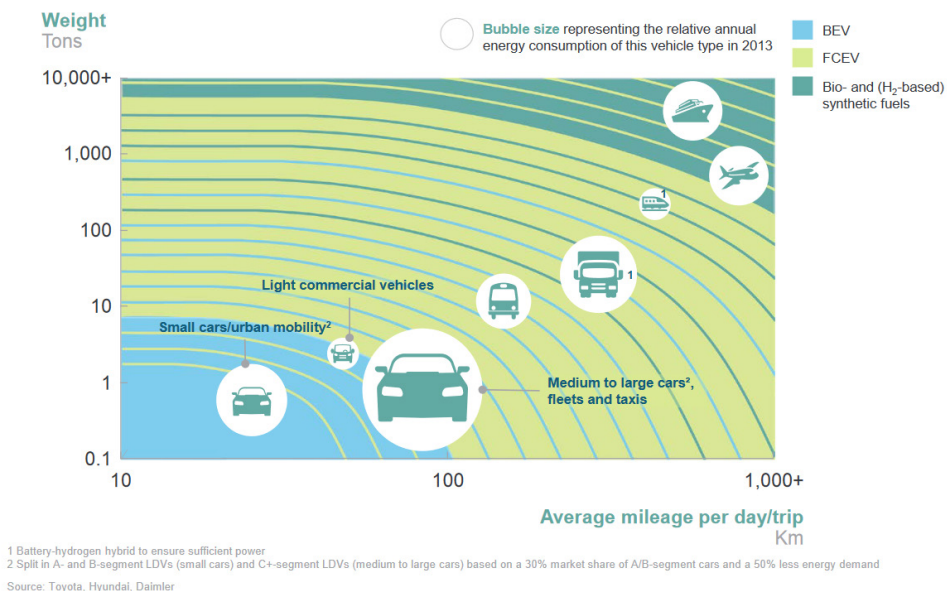 Weight
Tons
Bubble size representing the relative annual
energy consumption of this vehicle type in 2013
BEV
FCEV
Bio- and (H₂-based)
synthetic fuels
10,000+
1,000
100
10
1
0.1
10
100
1,000+
1
1
Light commercial vehicles
Small cars/urban mobility²
Medium to large cars²,
fleets and taxis
Average mileage per day/trip
Km
1 Battery-hydrogen hybrid to ensure sufficient power
2 Split in A- and B-segment LDVs (small cars) and C+-segment LDVs (medium to large cars) based on a 30% market share of A/B-segment cars and a 50% less energy demand
Source: Toyota, Hyundai, Daimler